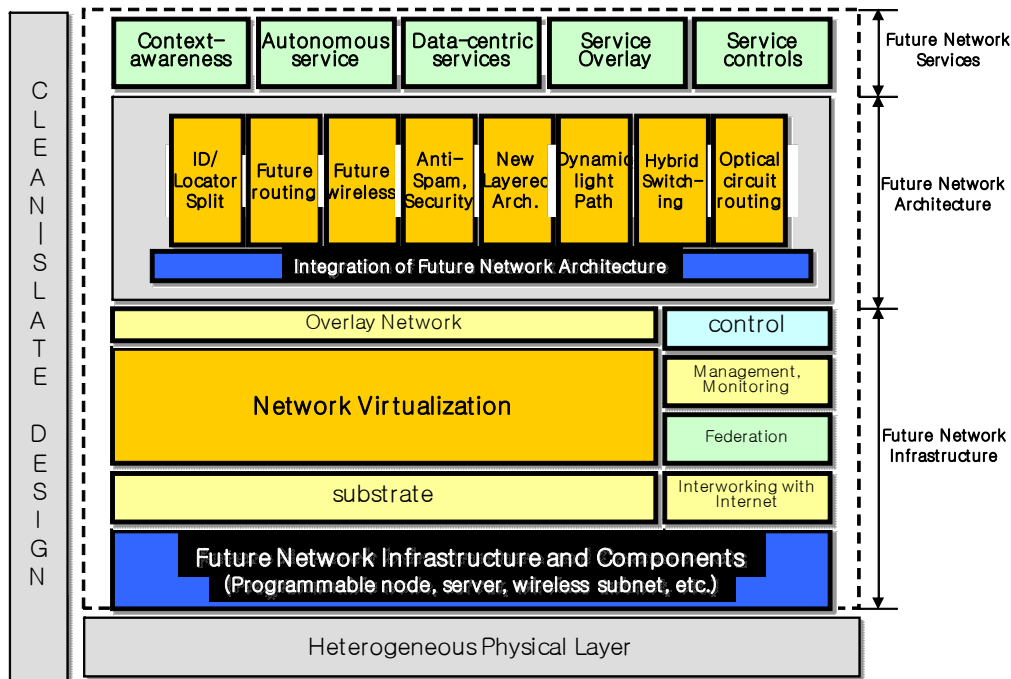 CLEAN SLATE DESIGN
Context-
awareness
Autonomous
service
Data-centric
services
Service
Overlay
Service
controls
Future Network
Services
ID/
Locator
Split
Future
routing
Future
wireless
Anti-
Spam,
Security
New
Layered
Arch.
Dynamic
light
Path
Hybrid
Switch-
ing
Optical
circuit
routing
Integration of Future Network Architecture
Future Network
Architecture
Overlay Network
control
Network Virtualization
Management,
Monitoring
Federation
substrate
Interworking with
Internet
Future Network
Infrastructure
Future Network Infrastructure and Components
(Programmable node, server, wireless subnet, etc.)
Heterogeneous Physical Layer